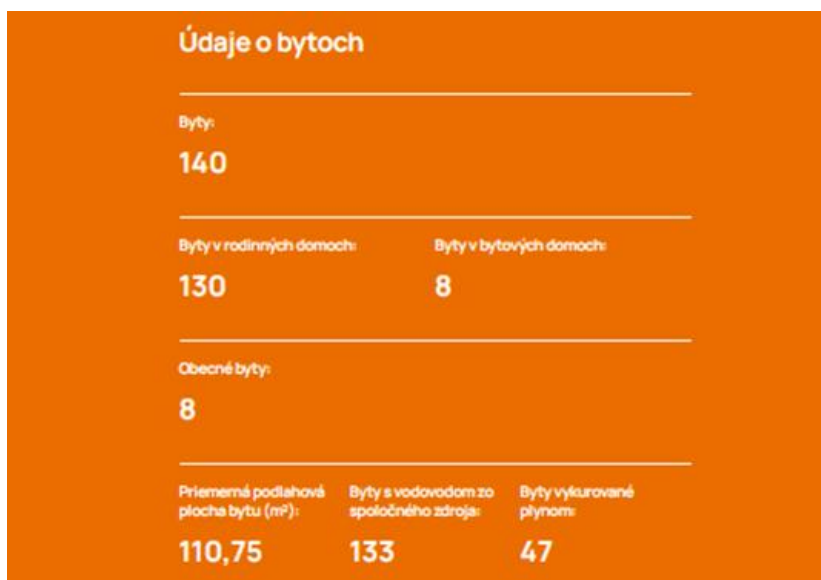 Údaje o bytoch
Byty:
140
Byty v rodinných domoch:
Byty v bytových domoch:
130
8
Obecné byty:
8
Priemerná podlahová
plocha bytu (m²):
Byty s vodovodom zo
spoločného zdroja:
Byty vykurované
plynom:
110,75
133
47